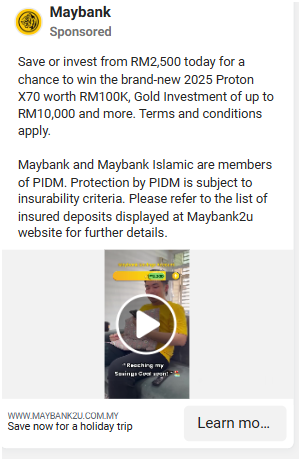 Maybank
Sponsored
Save or invest from RM2,500 today for a
chance to win the brand-new 2025 Proton
X70 worth RM100K, Gold Investment of up to
RM10,000 and more. Terms and conditions
apply.
Maybank and Maybank Islamic are members
of PIDM. Protection by PIDM is subject to
insurability criteria. Please refer to the list of
insured deposits displayed at Maybank2u
website for further details.
"Reaching my
Savings Goal soon!"
WWW.MAYBANK2U.COM.MY
Save now for a holiday trip
Learn mo...